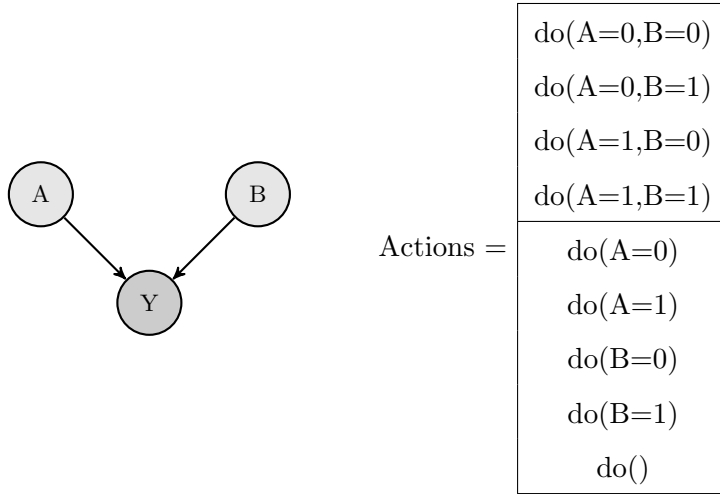 A
B
Y
Actions =
do(A=0,B=0)
do(A=0,B=1)
do(A=1,B=0)
do(A=1,B=1)
do(A=0)
do(A=1)
do(B=0)
do(B=1)
do()